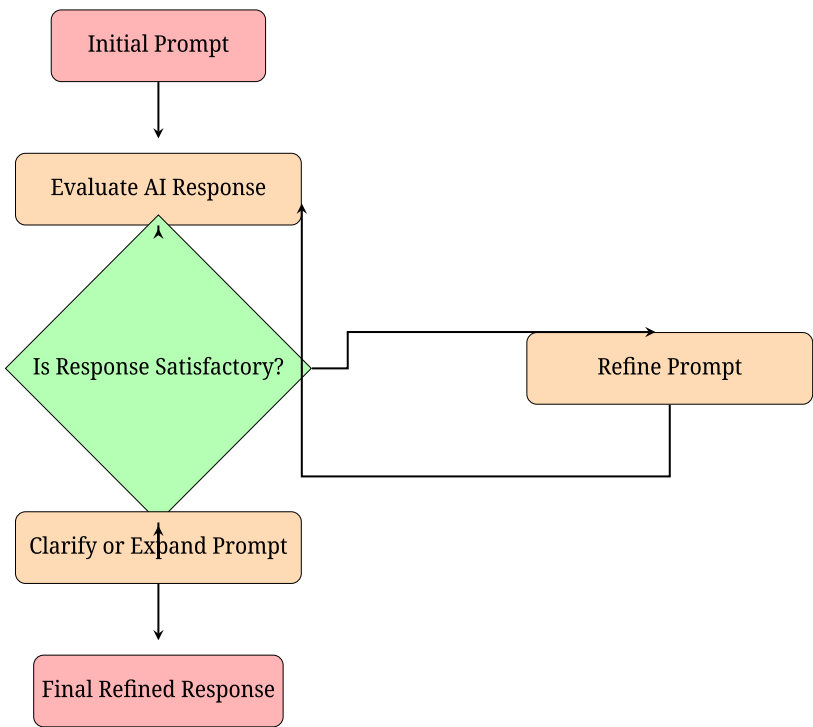 Initial Prompt
Evaluate AI Response
Is Response Satisfactory?
Refine Prompt
Clarify or Expand Prompt
Final Refined Response